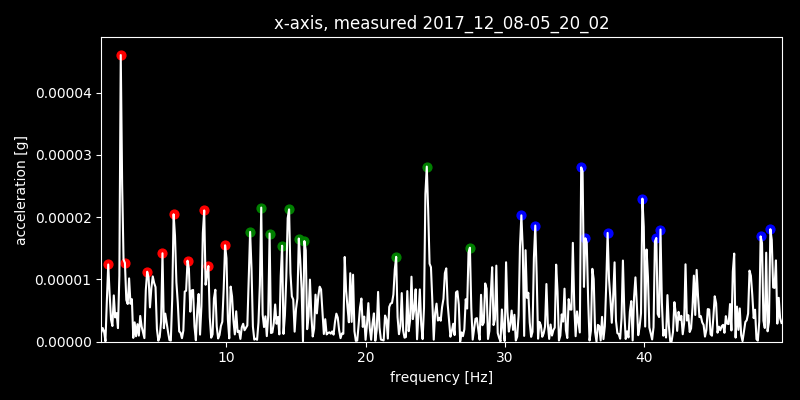 x-axis, measured 2017_12_08-05_20_02
0.00004
0.00003
0.00002
0.00001
0.00000
acceleration [g]
10 20 30 40
frequency [Hz]